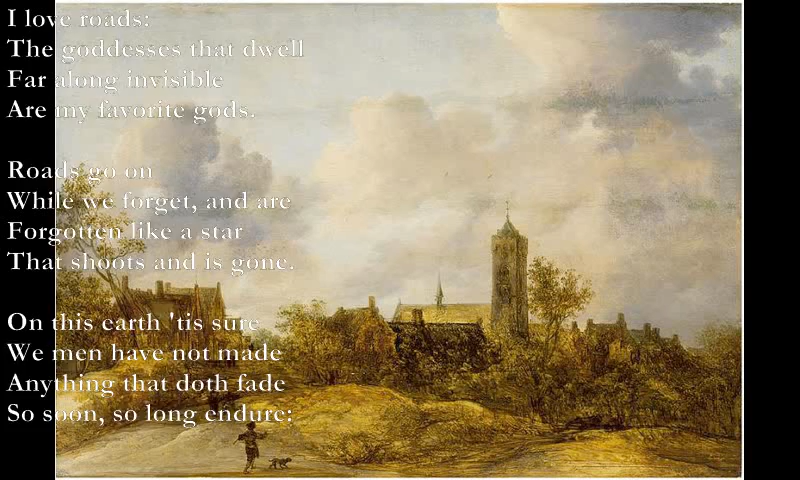 I love roads:
The goddesses that dwell
Far along invisible
Are my favorite gods.

Roads go on
While we forget, and are
Forgotten like a star
That shoots and is gone.

On this earth 'tis sure
We men have not made
Anything that doth fade
So soon, so long endure: